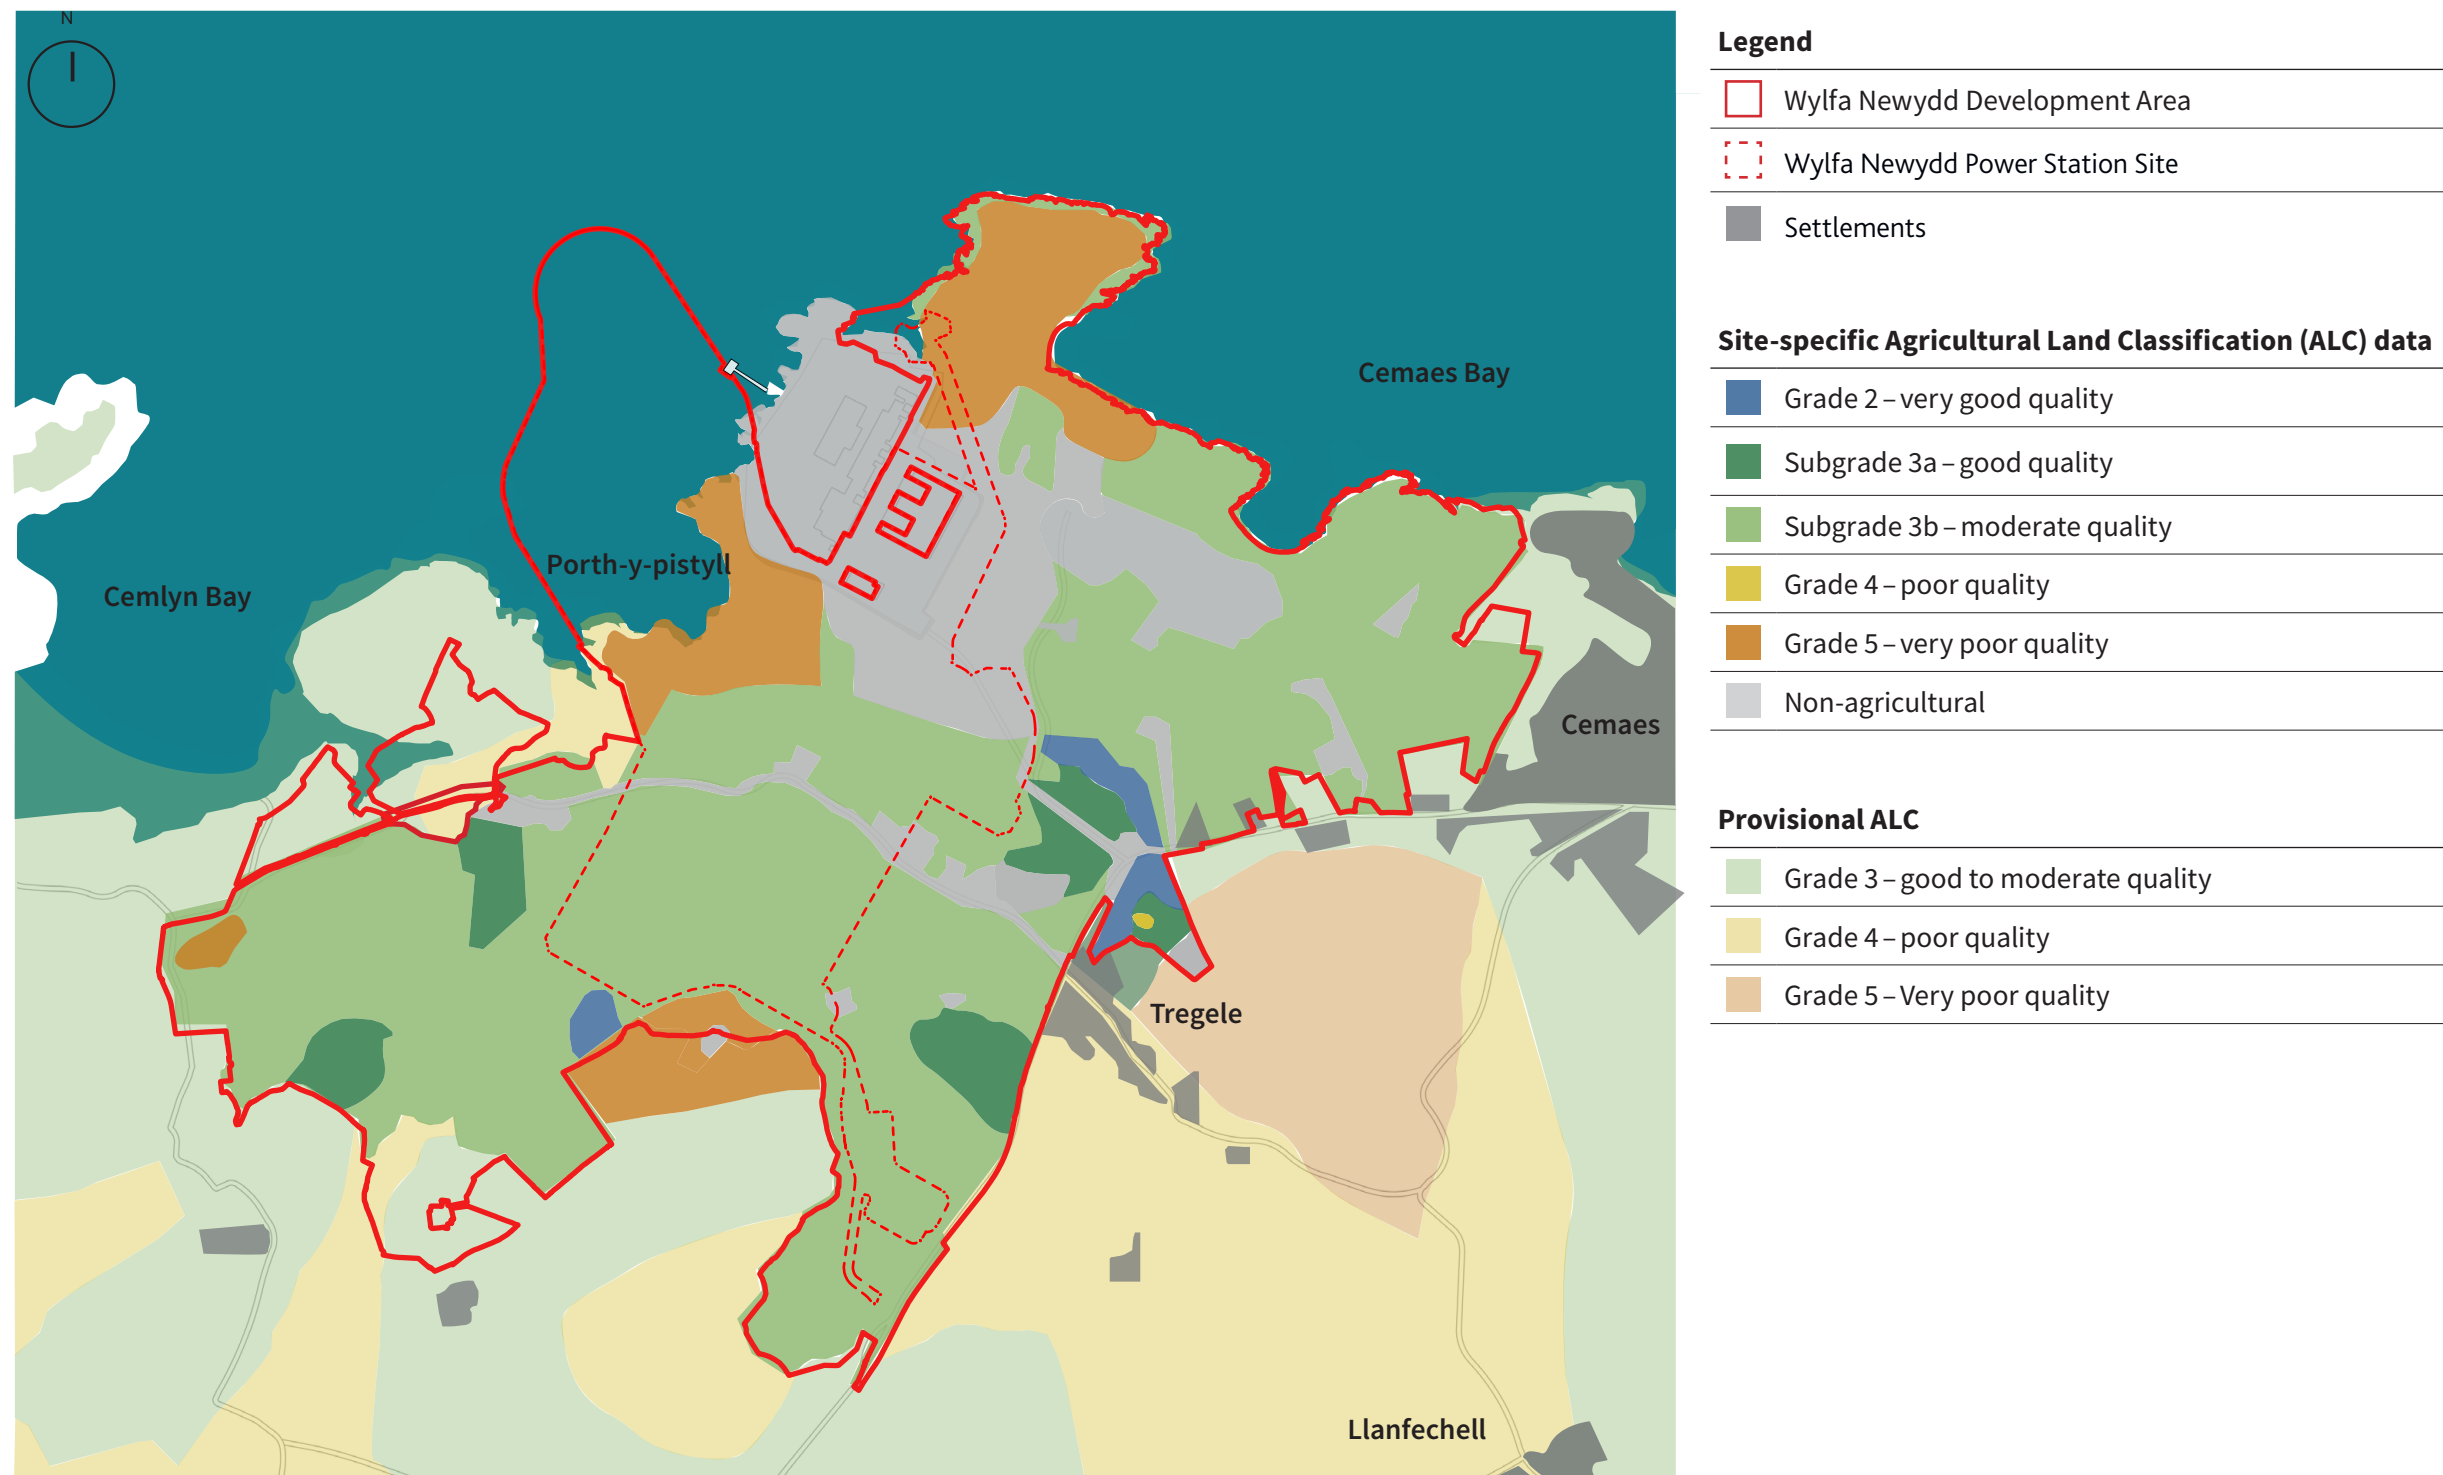 N
Cemaes Bay
Porth-y-pistyll
Cemlyn Bay
Cemaes
Tregele
Llanfechell
Legend
Wylfa Newydd Development Area
Wylfa Newydd Power Station Site
Settlements
Site-specific Agricultural Land Classification (ALC) data
Grade 2 – very good quality
Subgrade 3a – good quality
Subgrade 3b – moderate quality
Grade 4 – poor quality
Grade 5 – very poor quality
Non-agricultural
Provisional ALC
Grade 3 – good to moderate quality
Grade 4 – poor quality
Grade 5 – Very poor quality